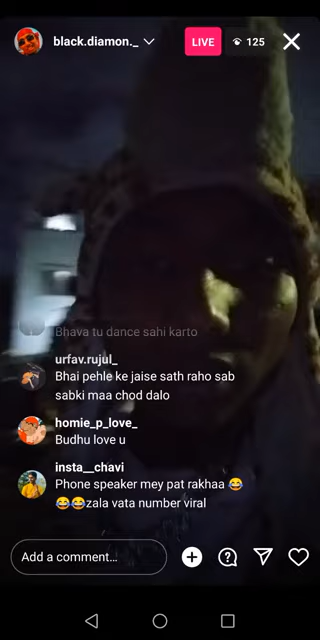 black.diamon._
LIVE
125
Bhava tu dance sahi karto
urfav.rujul_
Bhai pehle ke jaise sath raho sab
sabki maa chod dalo
homie_p_love_
Budhu love u
insta__chavi
Phone speaker mey pat rakhaa 😂
😂😂zala vata number viral
Add a comment...